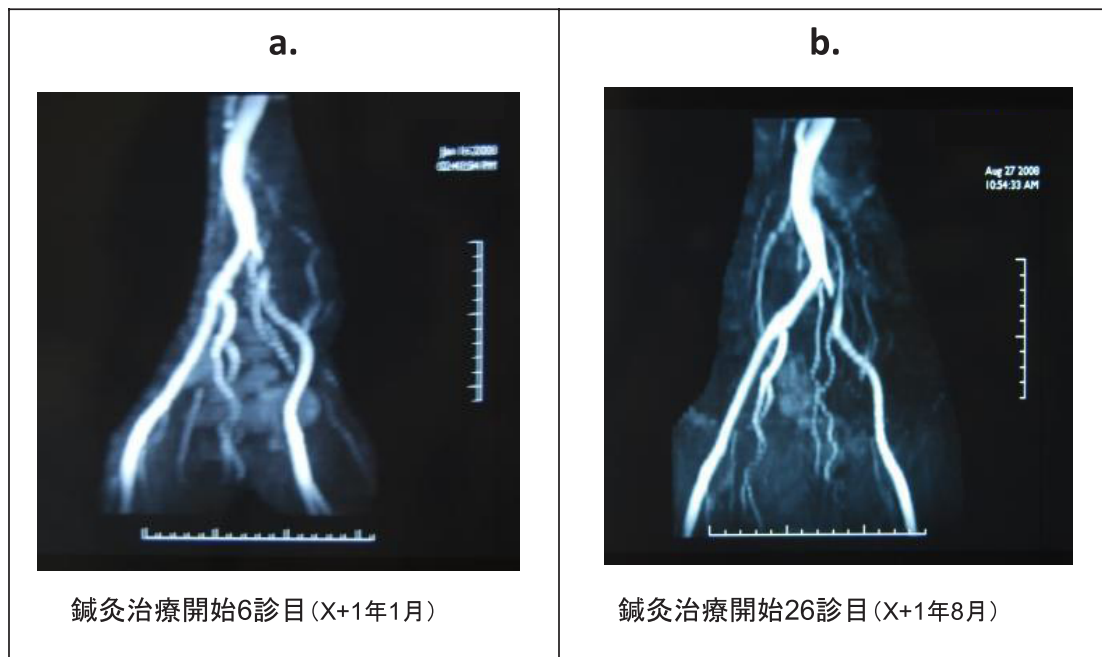 a.
b.
Aug 27 2008
10:54:33 AM
鍼灸治療開始6診目(X+1年1月)
鍼灸治療開始26診目(X+1年8月)